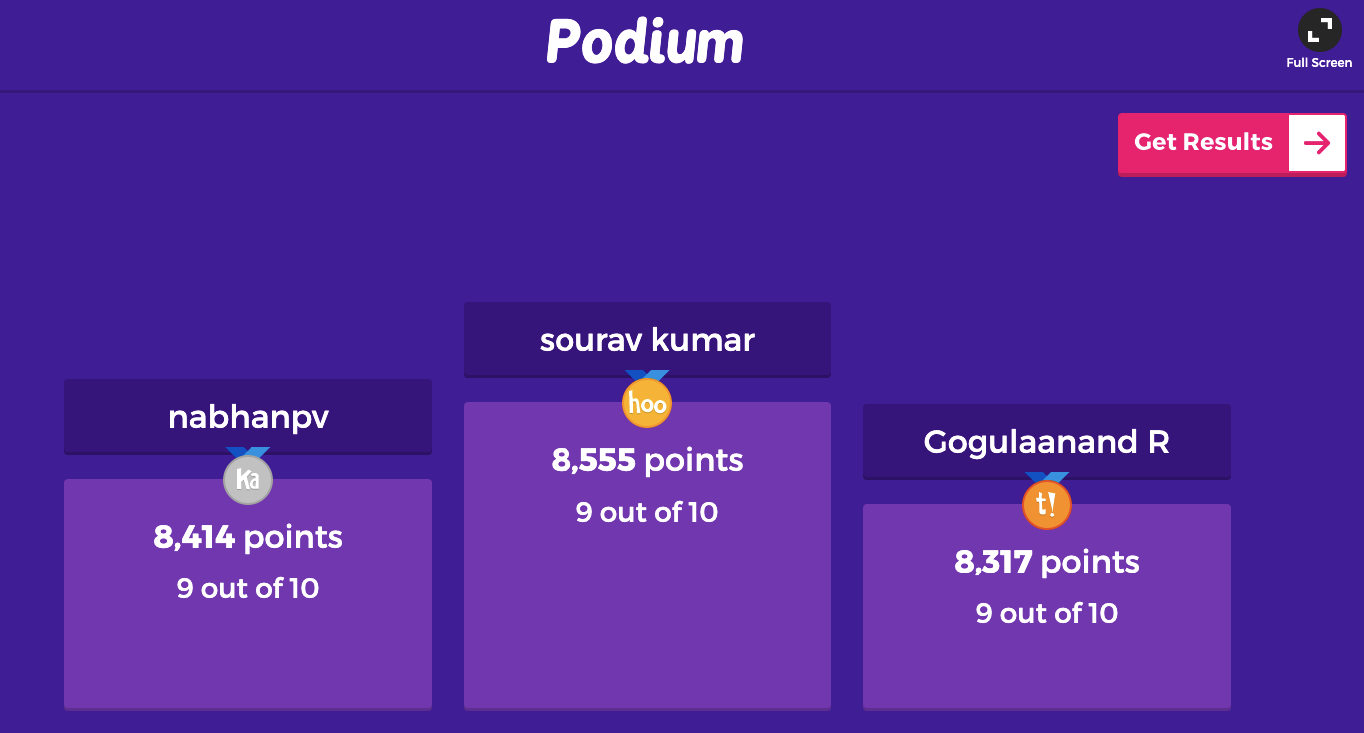 Podium
Full Screen
Get Results
sourav kumar
hoo
8,555 points
9 out of 10
nabhanpv
Ka
8,414 points
9 out of 10
Gogulaanand R
t!
8,317 points
9 out of 10